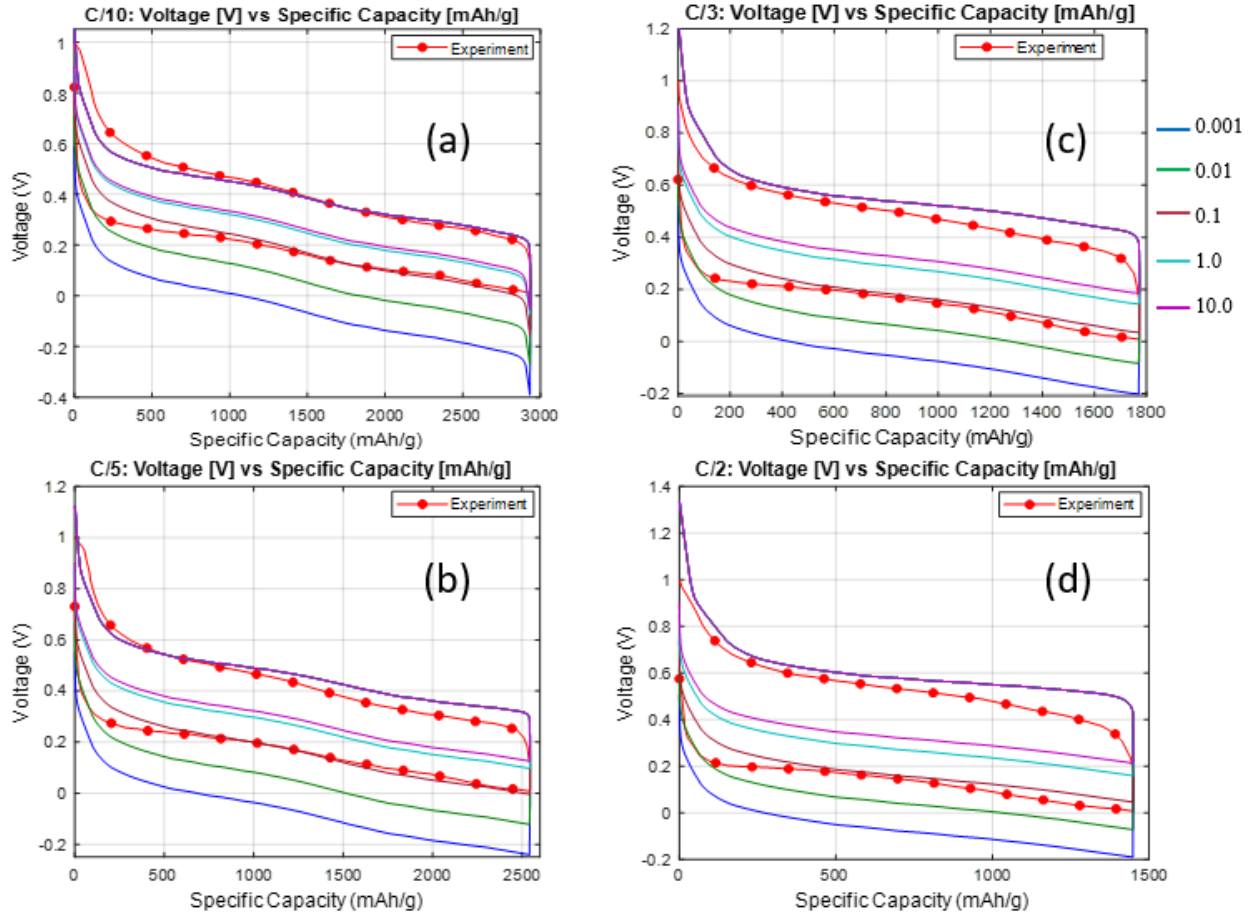 C/10: Voltage [V] vs Specific Capacity [mAh/g]
1
0.8
0.6
0.4
0.2
0
-0.2
-0.4
Voltage (V)
Experiment
(a)
0 500 1000 1500 2000 2500 3000
Specific Capacity (mAh/g)
C/3: Voltage [V] vs Specific Capacity [mAh/g]
1.2
1
0.8
0.6
0.4
0.2
0
-0.2
Voltage (V)
Experiment
(c)
0 200 400 600 800 1000 1200 1400 1600 1800
Specific Capacity (mAh/g)
0.001
0.01
0.1
1.0
10.0
C/5: Voltage [V] vs Specific Capacity [mAh/g]
1.2
1
0.8
0.6
0.4
0.2
0
-0.2
Voltage (V)
Experiment
(b)
0 500 1000 1500 2000 2500
Specific Capacity (mAh/g)
C/2: Voltage [V] vs Specific Capacity [mAh/g]
1.4
1.2
1
0.8
0.6
0.4
0.2
0
-0.2
Voltage (V)
Experiment
(d)
0 500 1000 1500
Specific Capacity (mAh/g)